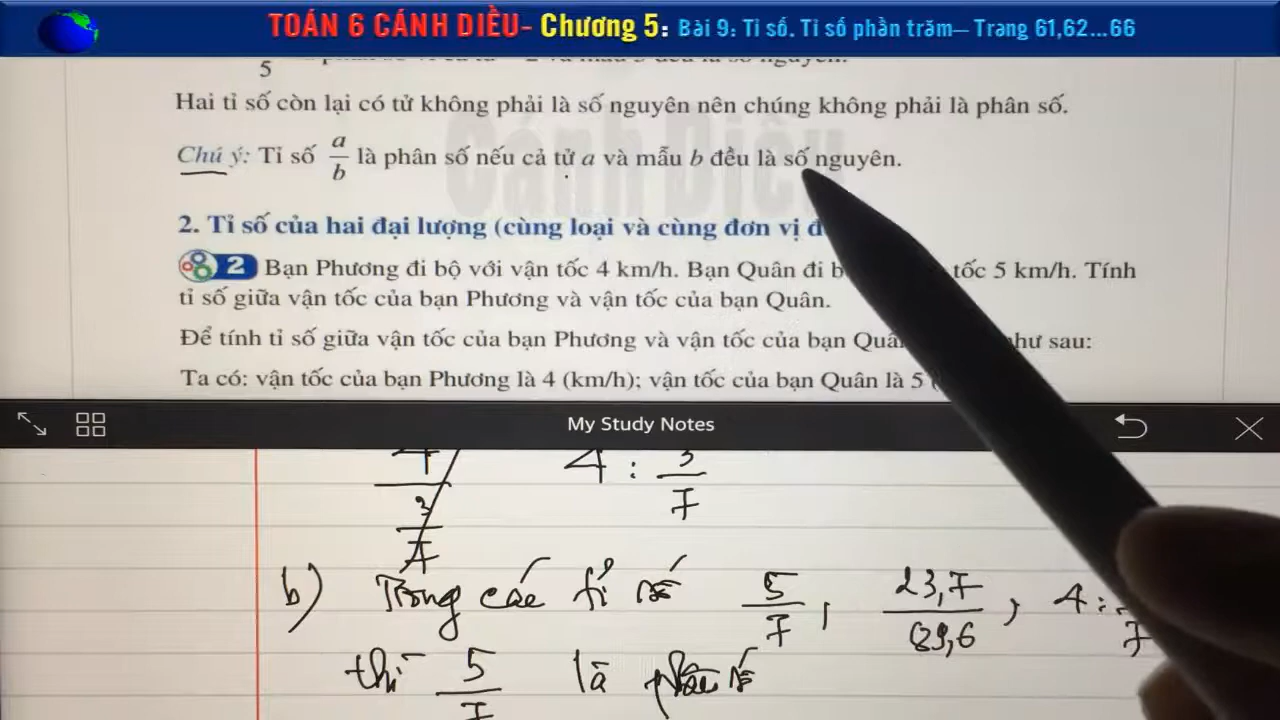 TOÁN 6 CÁNH DIỀU- Chương 5: Bài 9: Tỉ số. Tỉ số phần trăm– Trang 61,62...66
5
Hai tỉ số còn lại có tử không phải là số nguyên nên chúng không phải là phân số.
Chú ý: Tỉ số a/b là phân số nếu cả tử a và mẫu b đều là số nguyên.
Cánh Diều
2. Tỉ số của hai đại lượng (cùng loại và cùng đơn vị
2 Bạn Phương đi bộ với vận tốc 4 km/h. Bạn Quân đi tốc 5 km/h. Tính
tỉ số giữa vận tốc của bạn Phương và vận tốc của bạn Quân.
Để tính tỉ số giữa vận tốc của bạn Phương và vận tốc của bạn như sau:
Ta có: vận tốc của bạn Phương là 4 (km/h); vận tốc của bạn Quân là 5
My Study Notes
4 : 3/7
b) Trong các tỉ số 5/7, 23,7/89,6, 4:
thì 5/7 là phân số